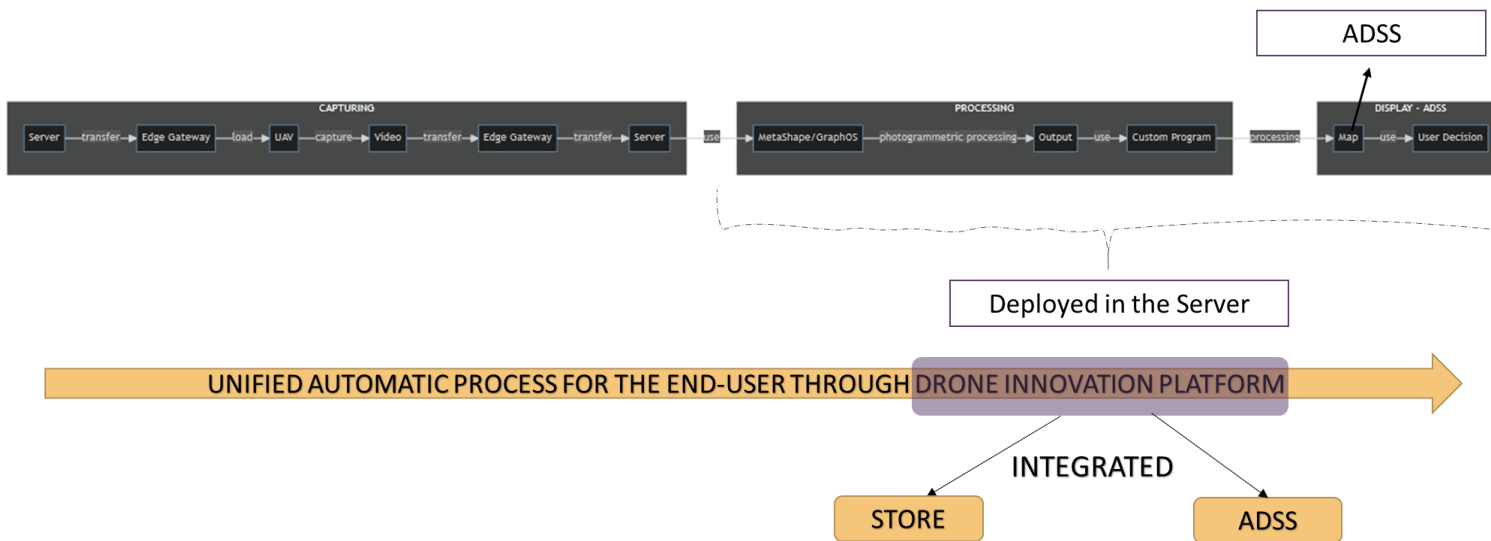 ADSS
CAPTURING
Server transfer Edge Gateway load UAV capture Video transfer Edge Gateway transfer Server
use
PROCESSING
MetaShape/GraphOS photogrammetric processing Output use Custom Program
processing
DISPLAY - ADSS
Map use User Decision
Deployed in the Server
UNIFIED AUTOMATIC PROCESS FOR THE END-USER THROUGH DRONE INNOVATION PLATFORM
INTEGRATED
STORE
ADSS